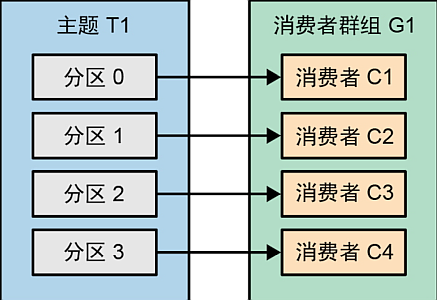 主题 T1
消费者群组 G1
分区 0
消费者 C1
分区 1
消费者 C2
分区 2
消费者 C3
分区 3
消费者 C4